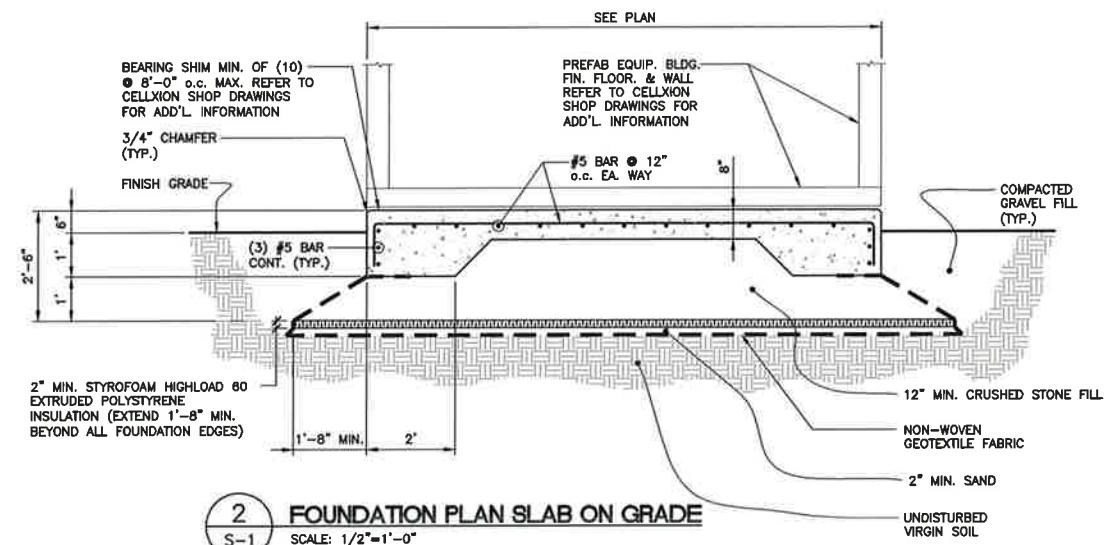 SEE PLAN
BEARING SHIM MIN. OF (10)
@ 8'-0" o.c. MAX. REFER TO
CELLXION SHOP DRAWINGS
FOR ADD'L INFORMATION
3/4" CHAMFER
(TYP.)
FINISH GRADE
PREFAB EQUIP. BLDG.
FIN. FLOOR. & WALL
REFER TO CELLXION
SHOP DRAWINGS FOR
ADD'L. INFORMATION
#5 BAR @ 12"
o.c. EA. WAY
8"
COMPACTED
GRAVEL FILL
(TYP.)
(3) #5 BAR
CONT. (TYP.)
2'-6"
6"
1'
1'
2" MIN. STYROFOAM HIGHLOAD 60
EXTRUDED POLYSTYRENE
INSULATION (EXTEND 1'-8" MIN.
BEYOND ALL FOUNDATION EDGES)
1'-8" MIN.
2'
12" MIN. CRUSHED STONE FILL
NON-WOVEN
GEOTEXTILE FABRIC
2" MIN. SAND
UNDISTURBED
VIRGIN SOIL
2
S-1
FOUNDATION PLAN SLAB ON GRADE
SCALE: 1/2"=1'-0"